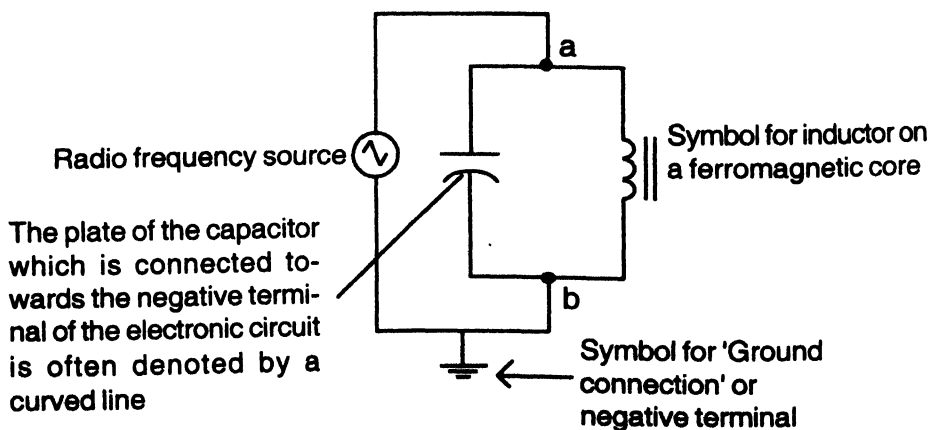 a
Radio frequency source
Symbol for inductor on
a ferromagnetic core
The plate of the capacitor
which is connected to-
wards the negative termi-
nal of the electronic circuit
is often denoted by a
curved line
b
Symbol for 'Ground
connection' or
negative terminal